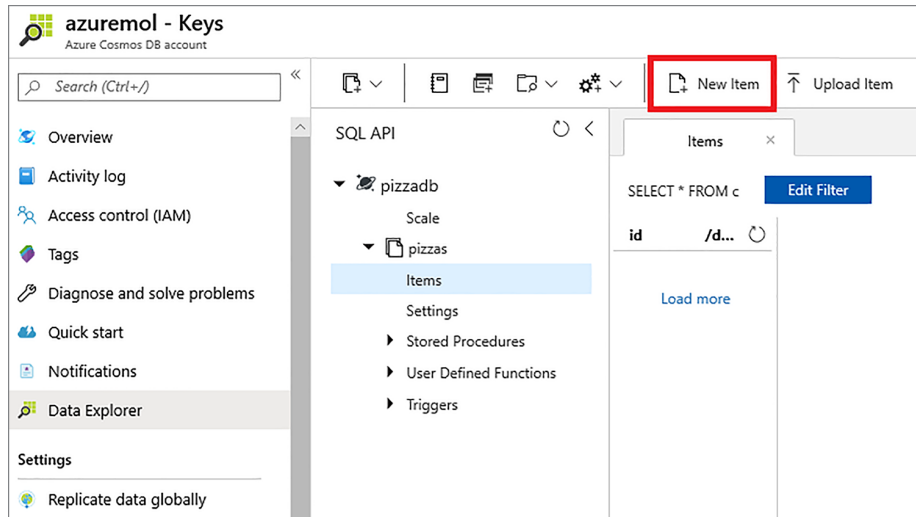 azuremol - Keys
Azure Cosmos DB account
Search (Ctrl+/)
Overview
Activity log
Access control (IAM)
Tags
Diagnose and solve problems
Quick start
Notifications
Data Explorer
Settings
Replicate data globally
New Item
Upload Item
SQL API
pizzadb
Scale
pizzas
Items
Settings
Stored Procedures
User Defined Functions
Triggers
Items
SELECT * FROM c
Edit Filter
id /d...
Load more